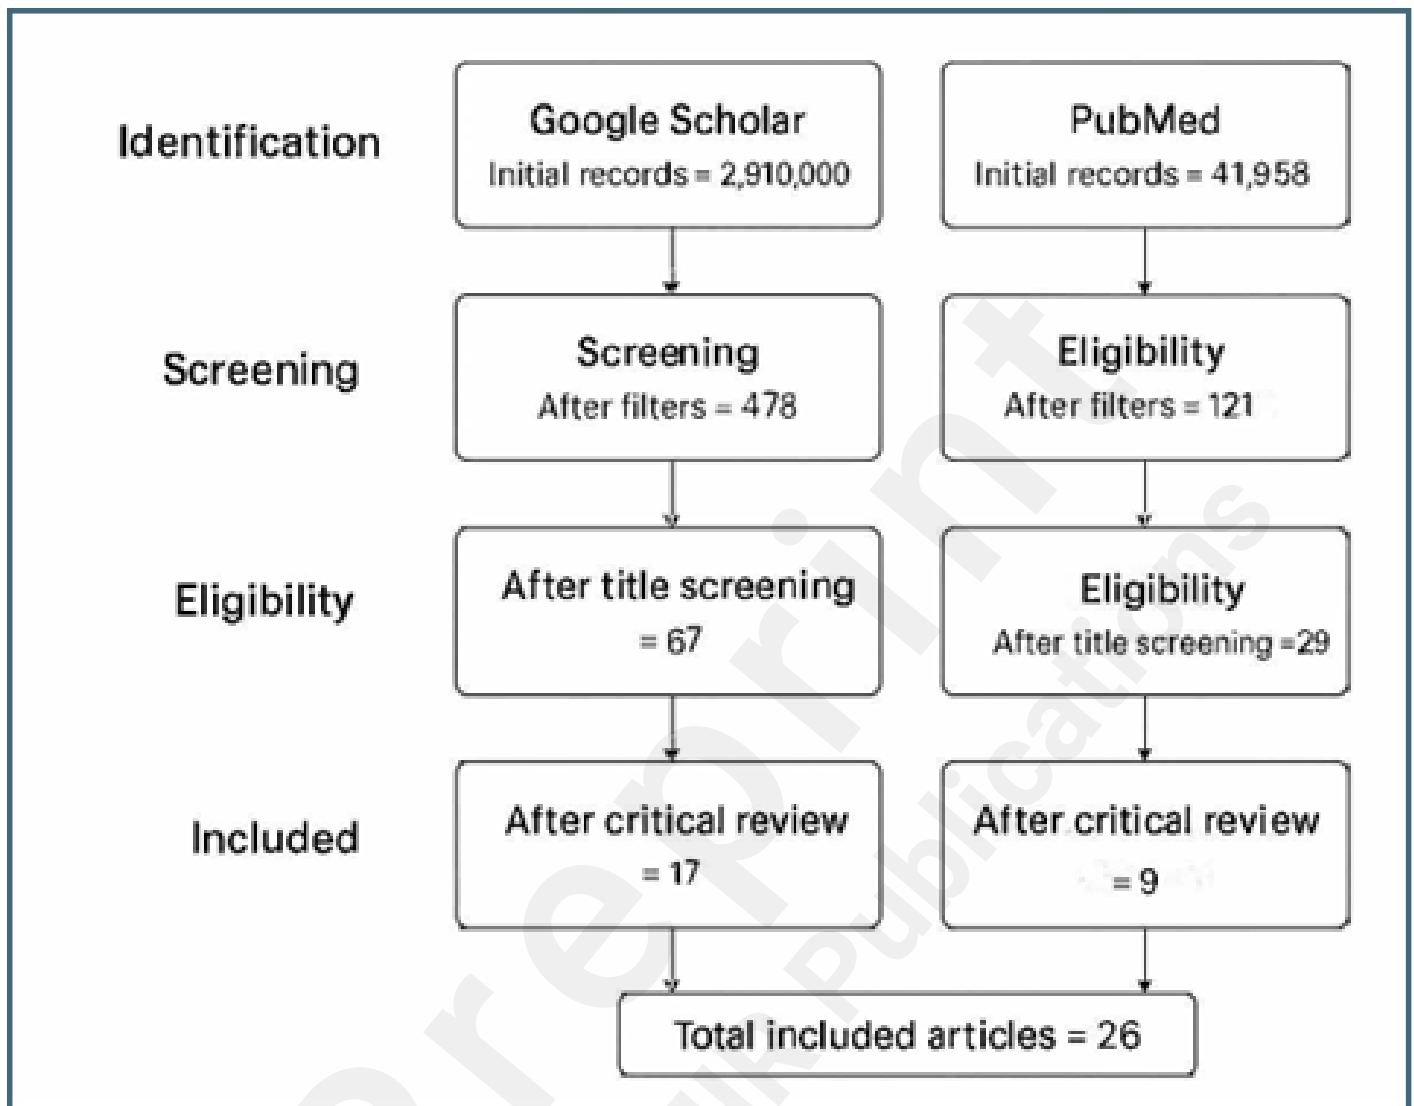 Identification
Google Scholar
Initial records = 2,910,000
PubMed
Initial records = 41,958
Screening
Screening
After filters = 478
Eligibility
After filters = 121
Eligibility
After title screening
= 67
Eligibility
After title screening =29
Included
After critical review
= 17
After critical review
= 9
Total included articles = 26
Preprint
Publications